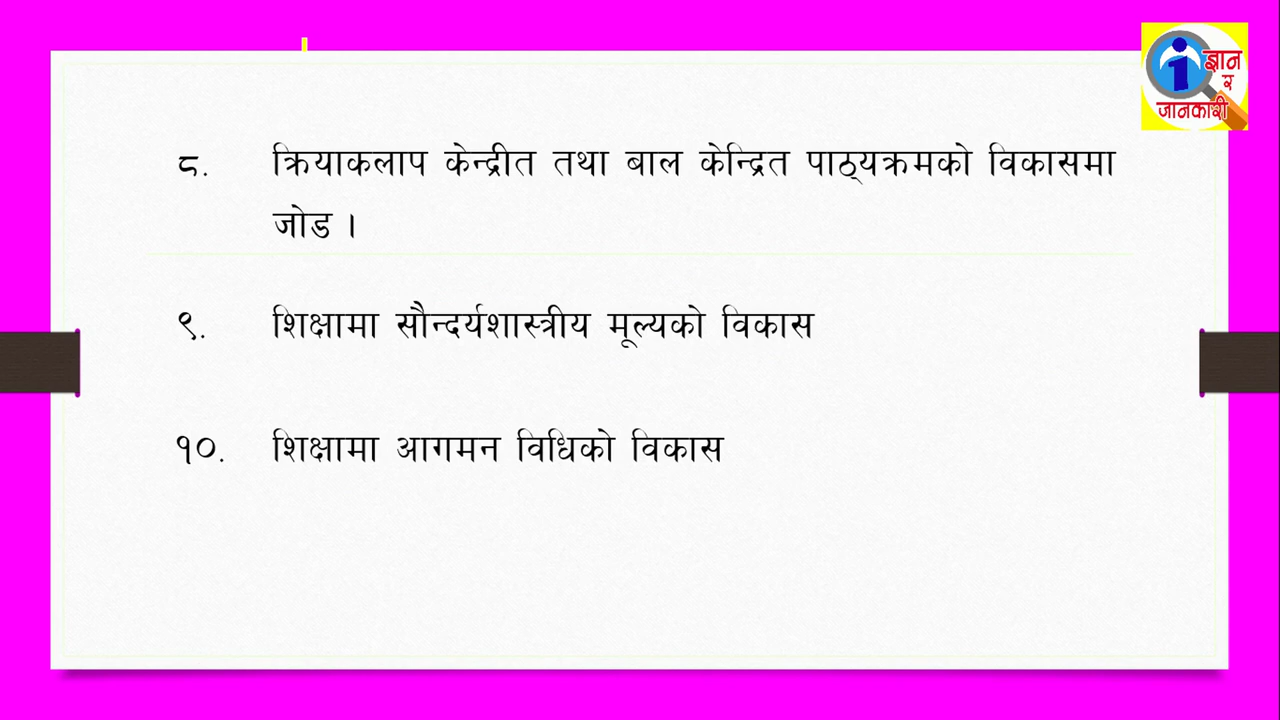 ज्ञान
र
जानकारी
८. क्रियाकलाप केन्द्रीत तथा बाल केन्द्रित पाठ्यक्रमको विकासमा
जोड ।
९. शिक्षामा सौन्दर्यशास्त्रीय मूल्यको विकास
१०. शिक्षामा आगमन विधिको विकास